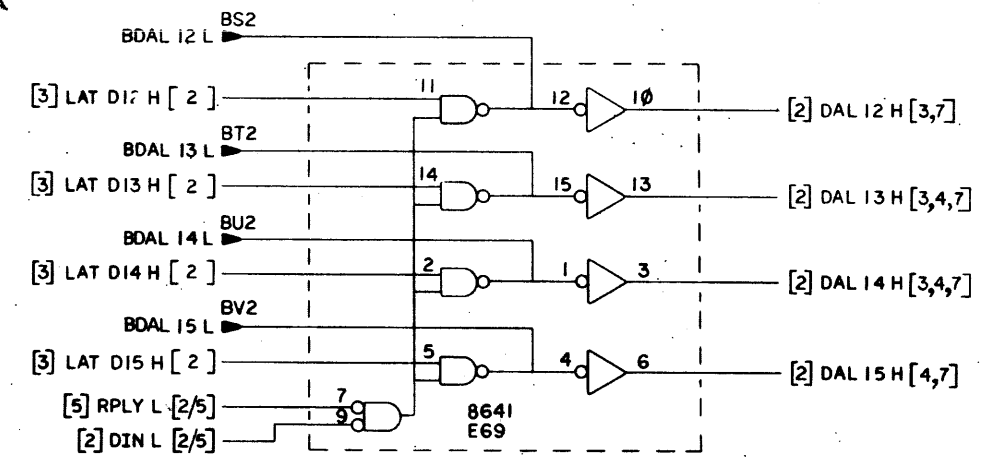 BS2
BDAL 12 L
[3] LAT D12 H [ 2 ]
11
12
10
[2] DAL 12 H [3,7]
BT2
BDAL 13 L
[3] LAT D13 H [ 2 ]
14
15
13
[2] DAL 13 H [3,4,7]
BU2
BDAL 14 L
[3] LAT D14 H [ 2 ]
2
1
3
[2] DAL 14 H [3,4,7]
BV2
BDAL 15 L
[3] LAT D15 H [ 2 ]
5
4
6
[2] DAL 15 H [4,7]
[5] RPLY L [2/5]
7
9
[2] DIN L [2/5]
8641
E69